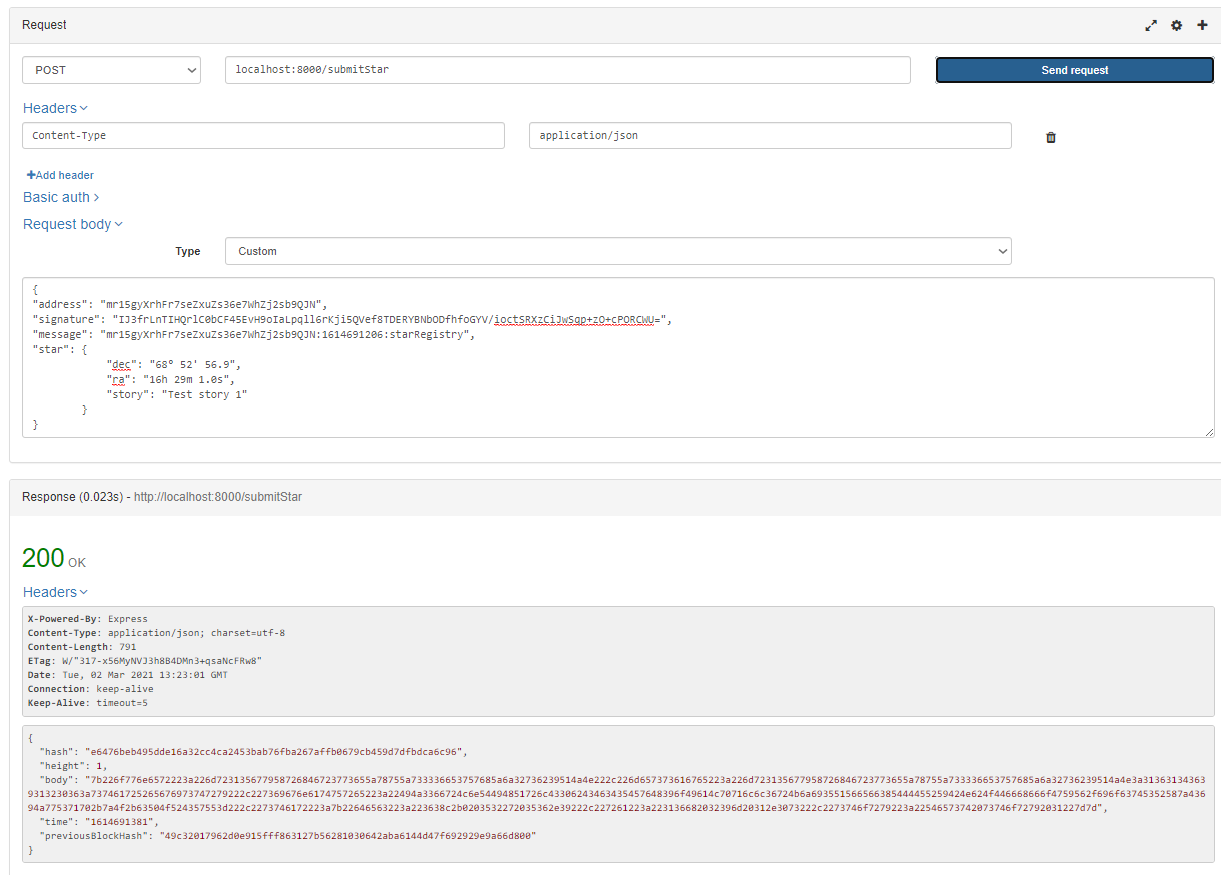 Request
POST
localhost:8000/submitStar
Send request
Headers
Content-Type
application/json
Add header
Basic auth
Request body
Type
Custom
{
"address": "mr15gyXrhFr7seZxuZs36e7WhZj2sb9QJN",
"signature": "IJ3frLnTIHQrlC0bCF45EvH9oIaLpqll6rKji5QVef8TDERYBNbODfhfoGYV/ioctSRXzCiJwSqp+zO+cPORCWU=",
"message": "mr15gyXrhFr7seZxuZs36e7WhZj2sb9QJN:1614691206:starRegistry",
"star": {
"dec": "68° 52' 56.9",
"ra": "16h 29m 1.0s",
"story": "Test story 1"
}
}
Response (0.023s) - http://localhost:8000/submitStar
200 OK
Headers
X-Powered-By: Express
Content-Type: application/json; charset=utf-8
Content-Length: 791
ETag: W/"317-x56MyNVJ3h8B4DMn3+qsaNcFRw8"
Date: Tue, 02 Mar 2021 13:23:01 GMT
Connection: keep-alive
Keep-Alive: timeout=5
{
"hash": "e6476beb495dde16a32cc4ca2453bab76fba267affb0679cb459d7dfbdca6c96",
"height": 1,
"body":
"time": "1614691381",
"previousBlockHash": "49c32017962d0e915fff863127b56281030642aba6144d47f692929e9a66d800"
}